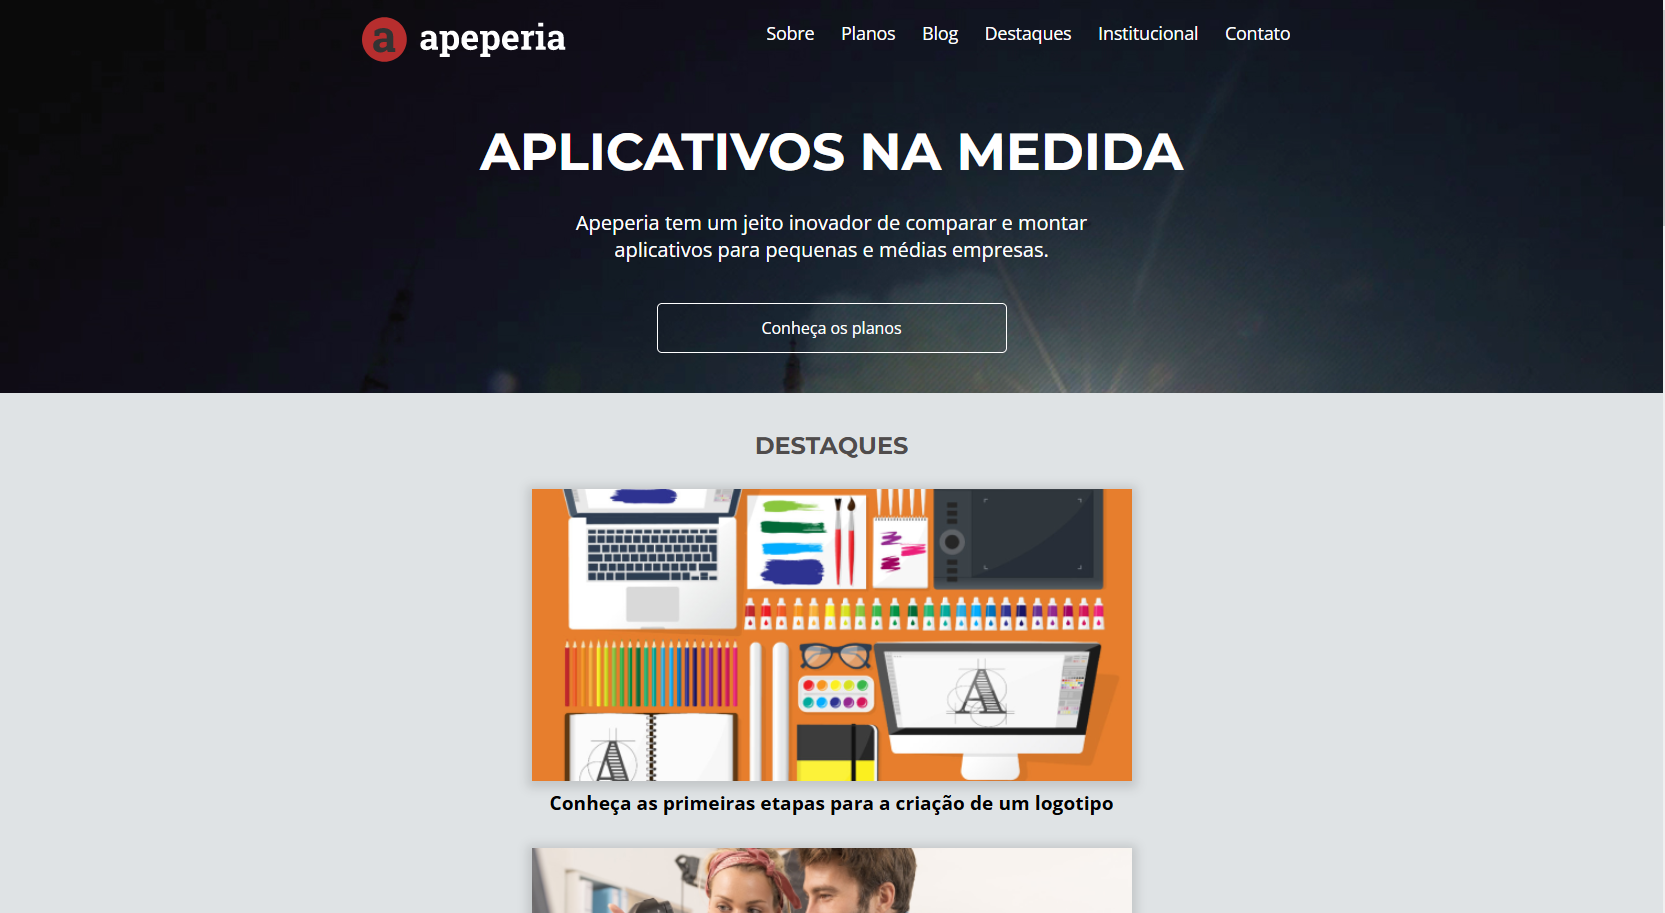 a apeperia
Sobre Planos Blog Destaques Institucional Contato
APLICATIVOS NA MEDIDA
Apeperia tem um jeito inovador de comparar e montar
aplicativos para pequenas e médias empresas.
Conheça os planos
DESTAQUES
A
A
Conheça as primeiras etapas para a criação de um logotipo